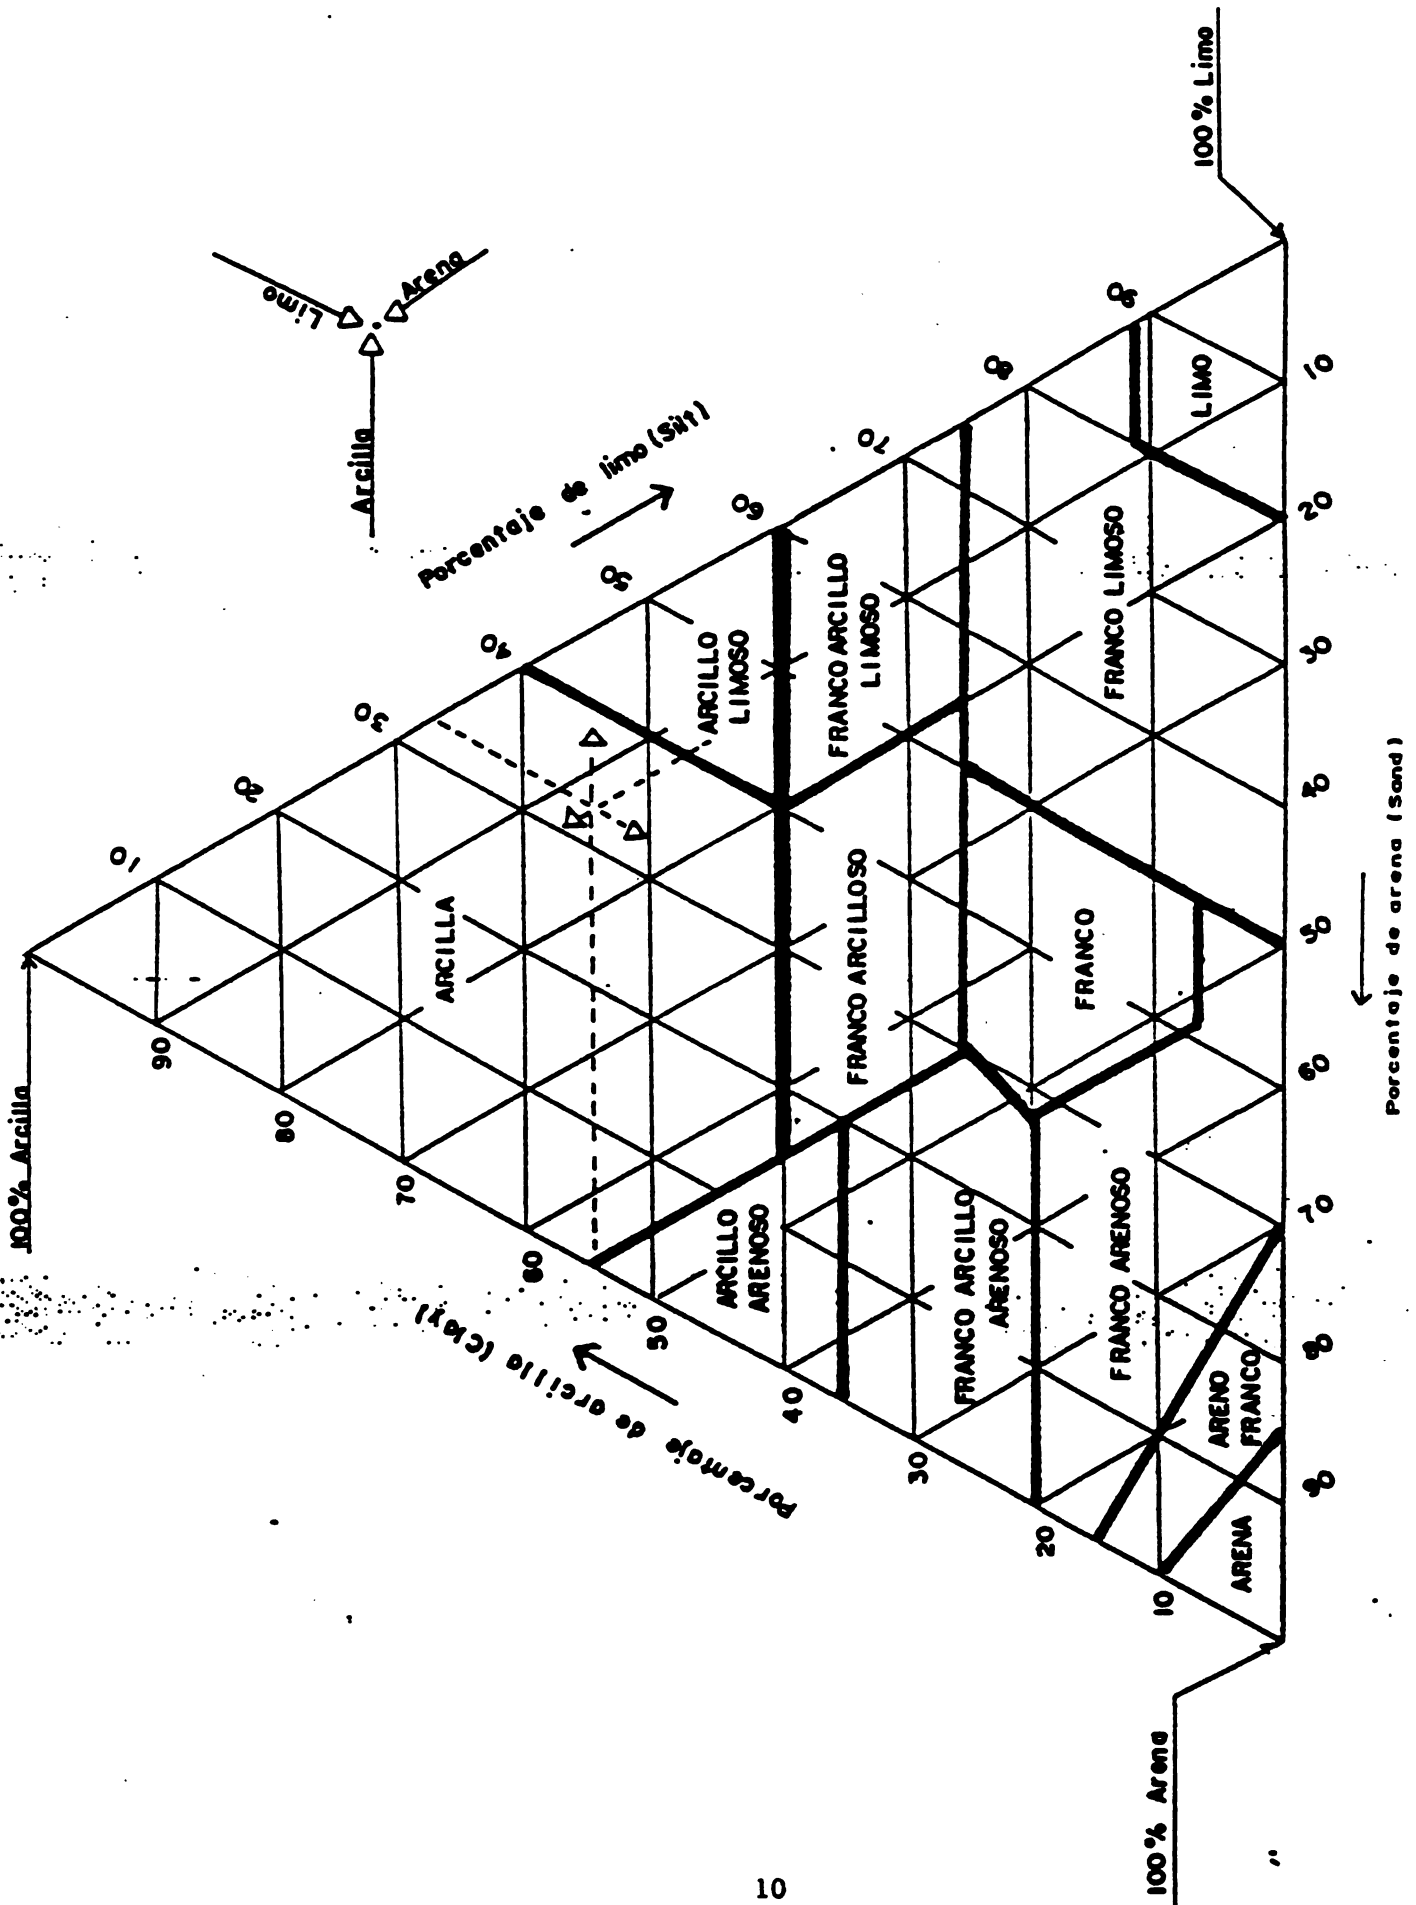 100% Arcilla
Arcilla
Limo
Arena
Porcentaje de limo (Silt)
Porcentaje de arcilla (Clay)
Porcentaje de arena (Sand)
100% Limo
100% Arena
10
20
30
40
50
60
70
80
90
90
80
70
60
50
40
30
20
10
90
80
70
60
50
40
30
20
10
ARCILLA
ARCILLO
LIMOSO
ARCILLO
ARENOSO
FRANCO ARCILLO
LIMOSO
FRANCO ARCILLOSO
FRANCO ARCILLO
ARENOSO
FRANCO LIMOSO
FRANCO
FRANCO ARENOSO
LIMO
ARENO
FRANCO
ARENA
10